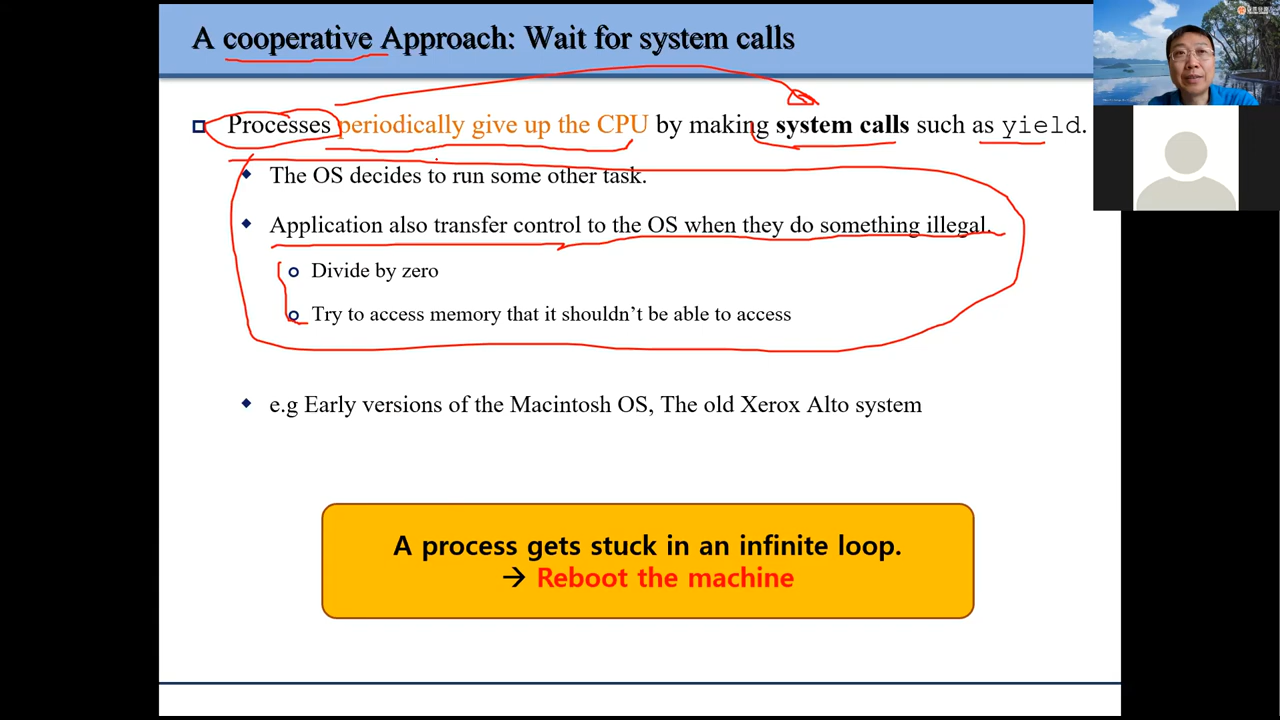 A cooperative Approach: Wait for system calls
Processes periodically give up the CPU by making system calls such as yield.
The OS decides to run some other task.
Application also transfer control to the OS when they do something illegal.
Divide by zero
Try to access memory that it shouldn't be able to access
e.g Early versions of the Macintosh OS, The old Xerox Alto system
A process gets stuck in an infinite loop.
→ Reboot the machine